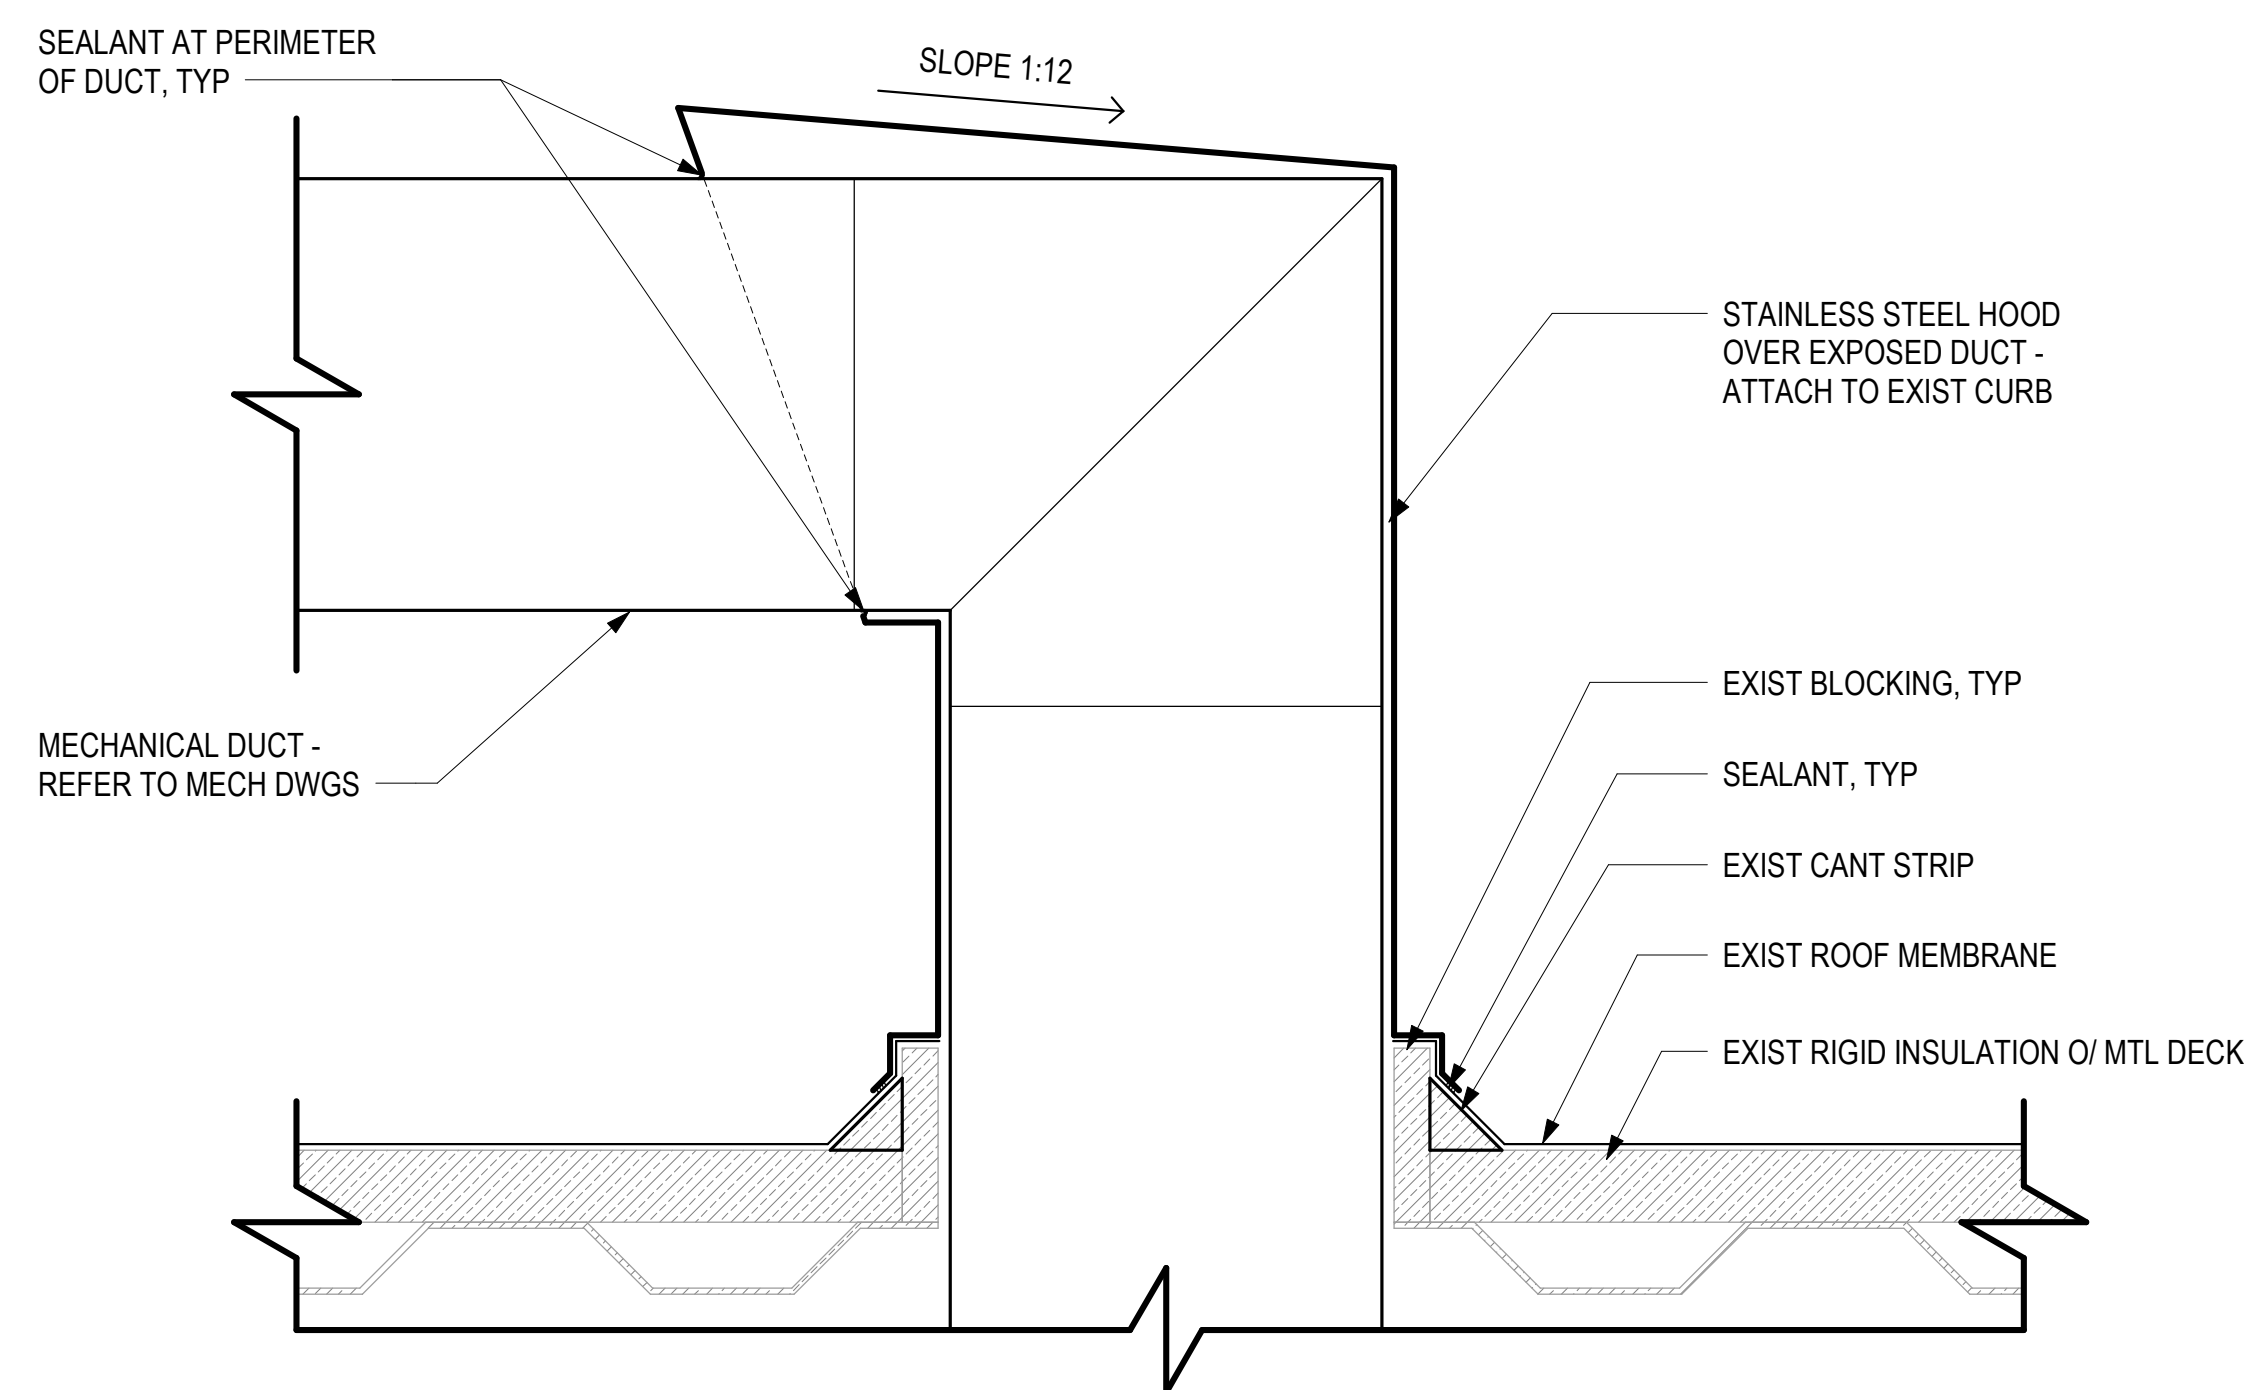 SEALANT AT PERIMETER
OF DUCT, TYP
SLOPE 1:12
STAINLESS STEEL HOOD
OVER EXPOSED DUCT -
ATTACH TO EXIST CURB
EXIST BLOCKING, TYP
SEALANT, TYP
EXIST CANT STRIP
EXIST ROOF MEMBRANE
EXIST RIGID INSULATION O/ MTL DECK
MECHANICAL DUCT -
REFER TO MECH DWGS